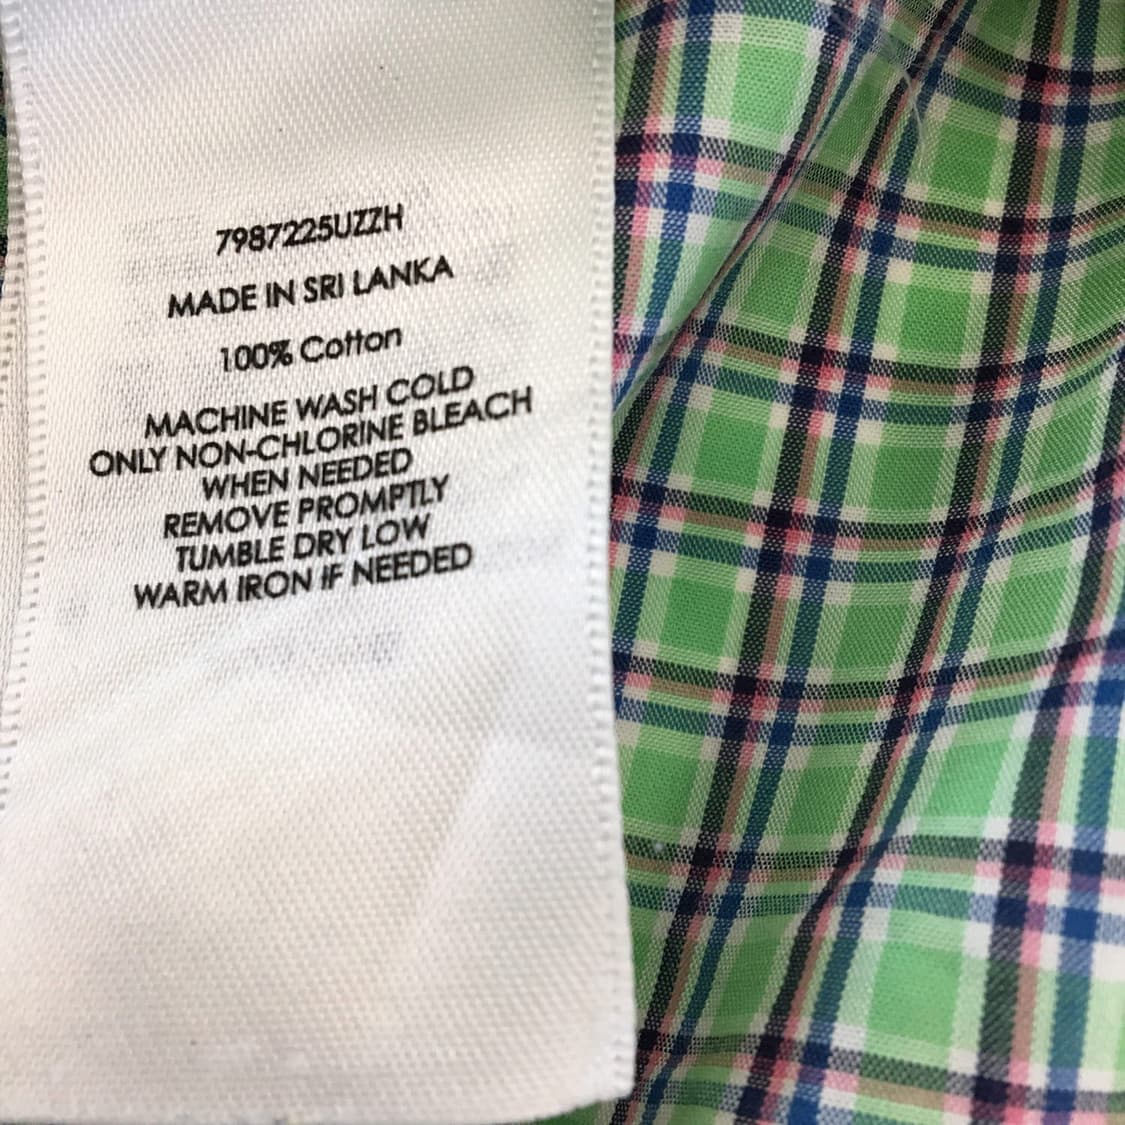 7987225UZZH
MADE IN SRI LANKA
100% Cotton
MACHINE WASH COLD
ONLY NON-CHLORINE BLEACH
WHEN NEEDED
REMOVE PROMPTLY
TUMBLE DRY LOW
WARM IRON IF NEEDED